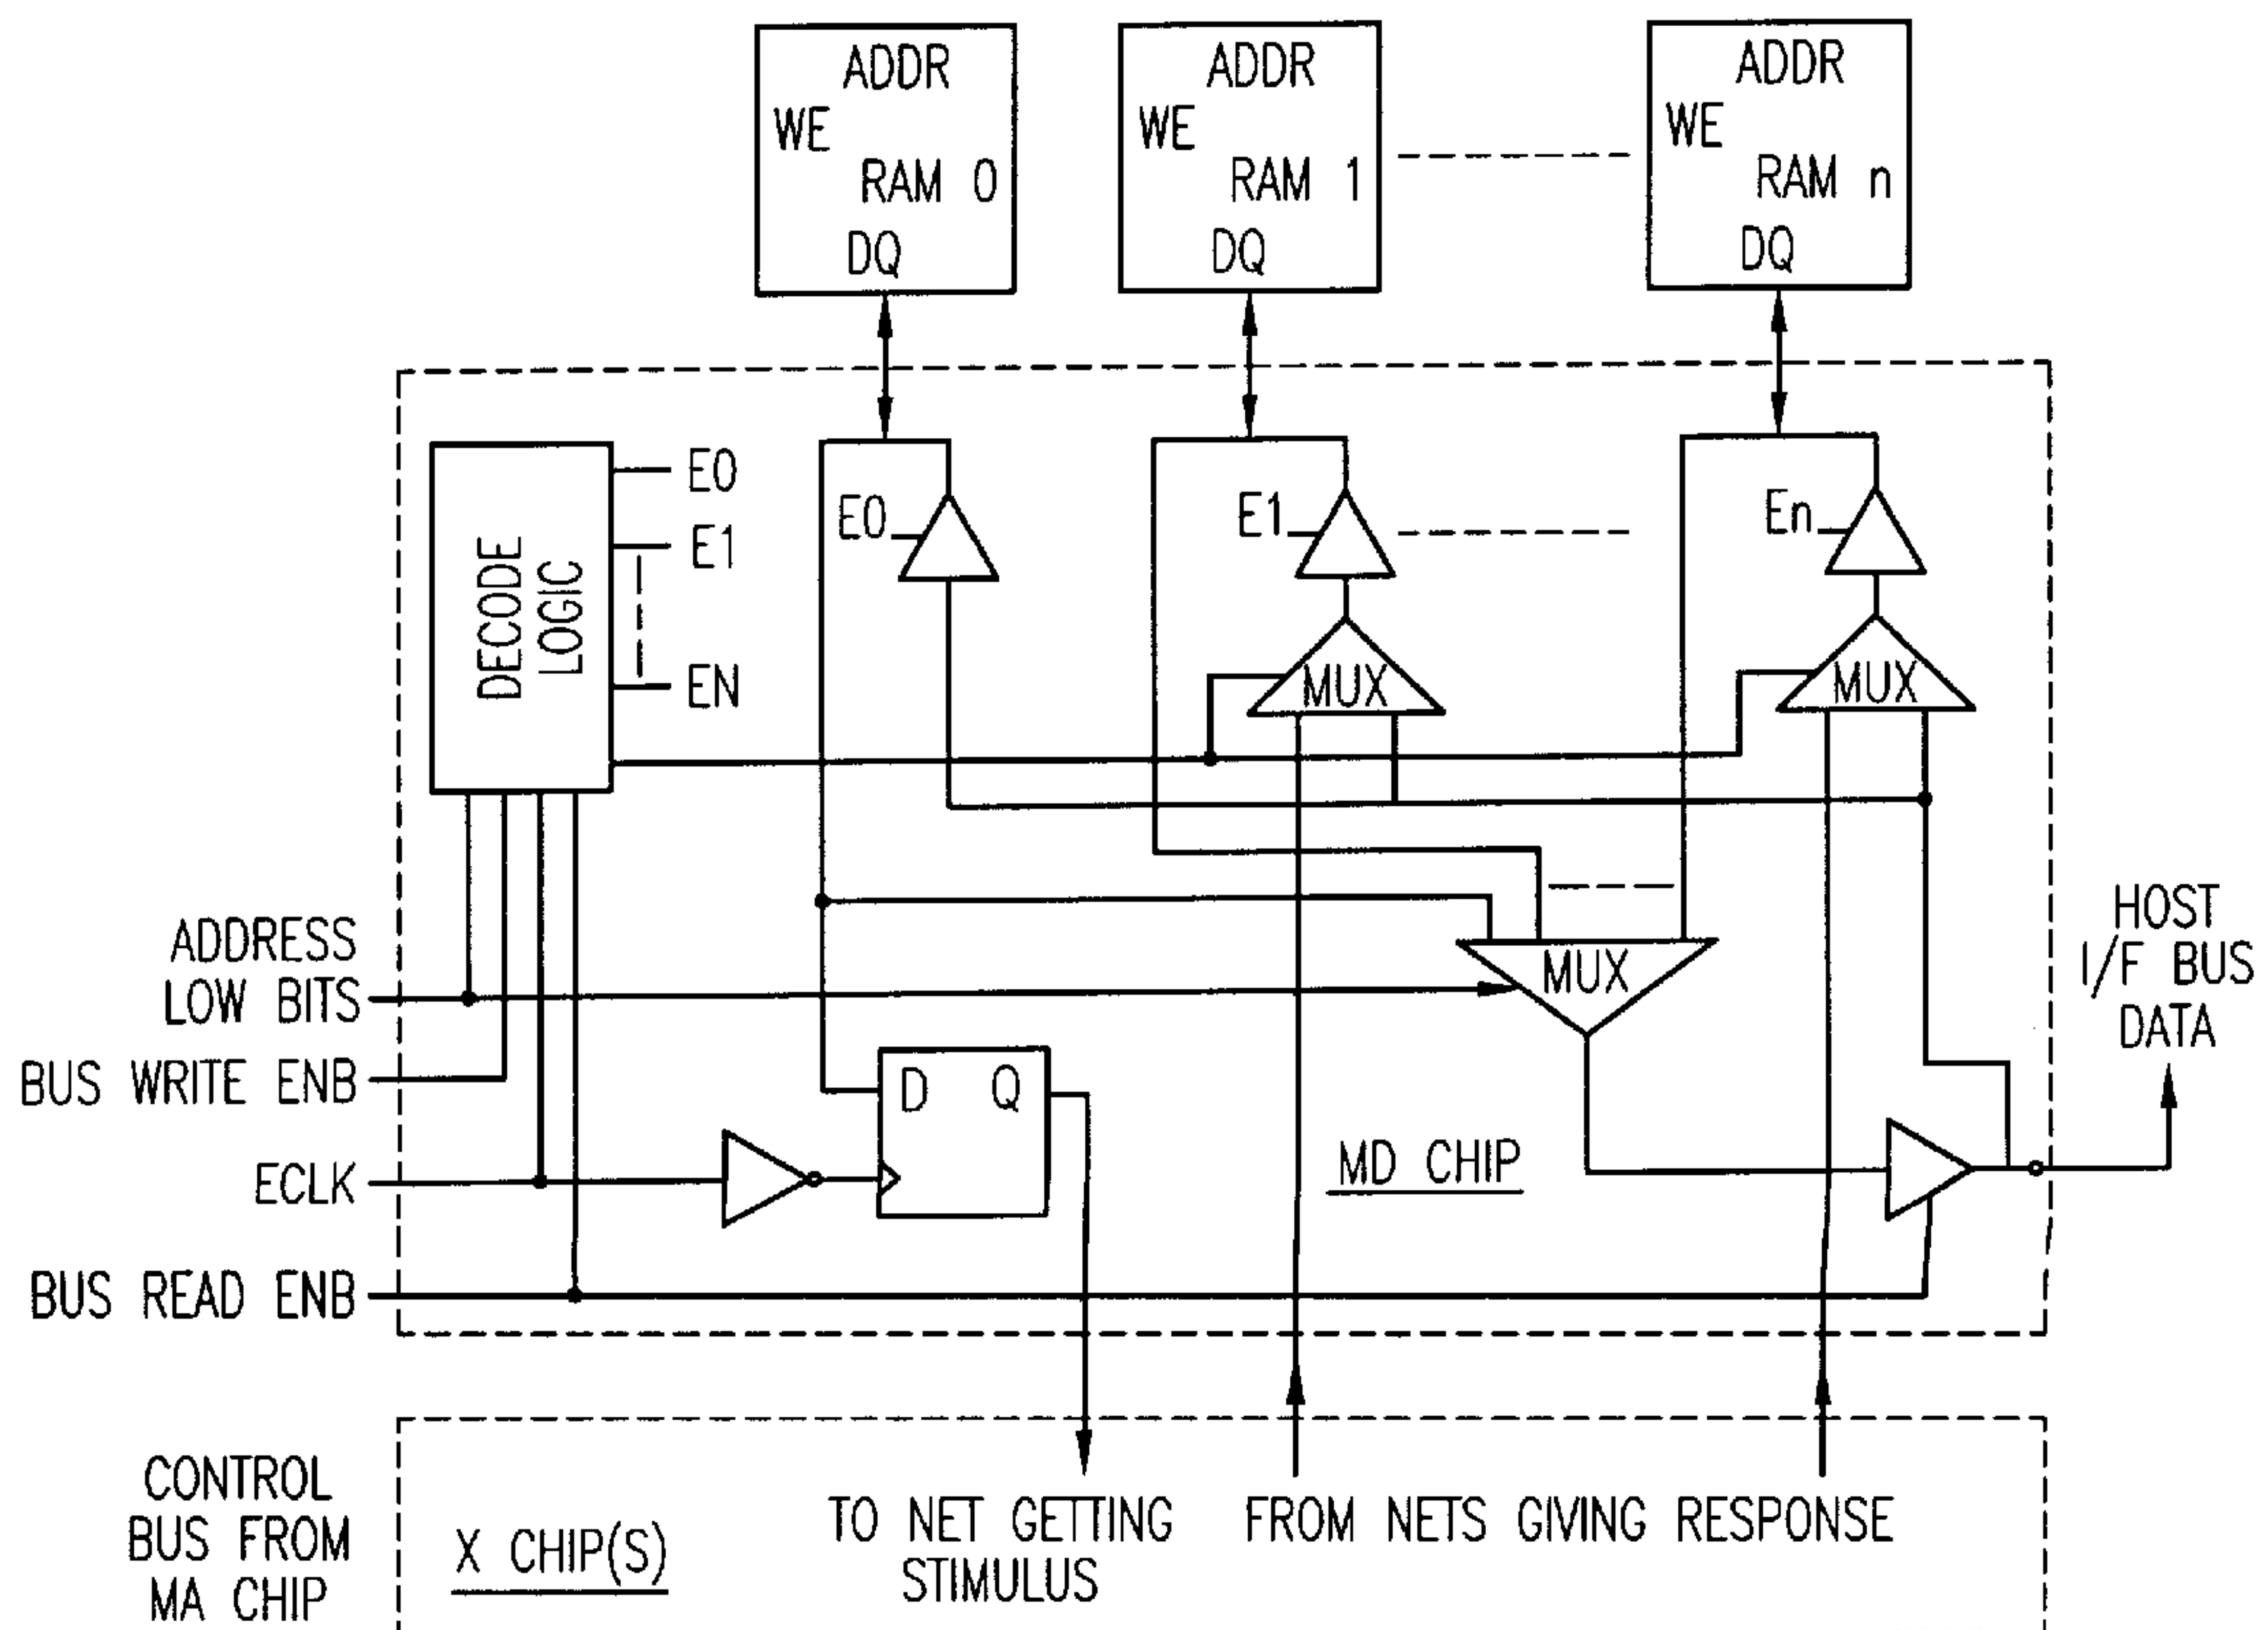 ADDR
WE
RAM 0
DQ
ADDR
WE
RAM 1
DQ
ADDR
WE
RAM n
DQ
DECODE
LOGIC
E0
E1
EN
E0
E1
En
MUX
MUX
MUX
ADDRESS
LOW BITS
BUS WRITE ENB
ECLK
BUS READ ENB
D Q
MD CHIP
HOST
I/F BUS
DATA
CONTROL
BUS FROM
MA CHIP
X CHIP(S)
TO NET GETTING
STIMULUS
FROM NETS GIVING RESPONSE